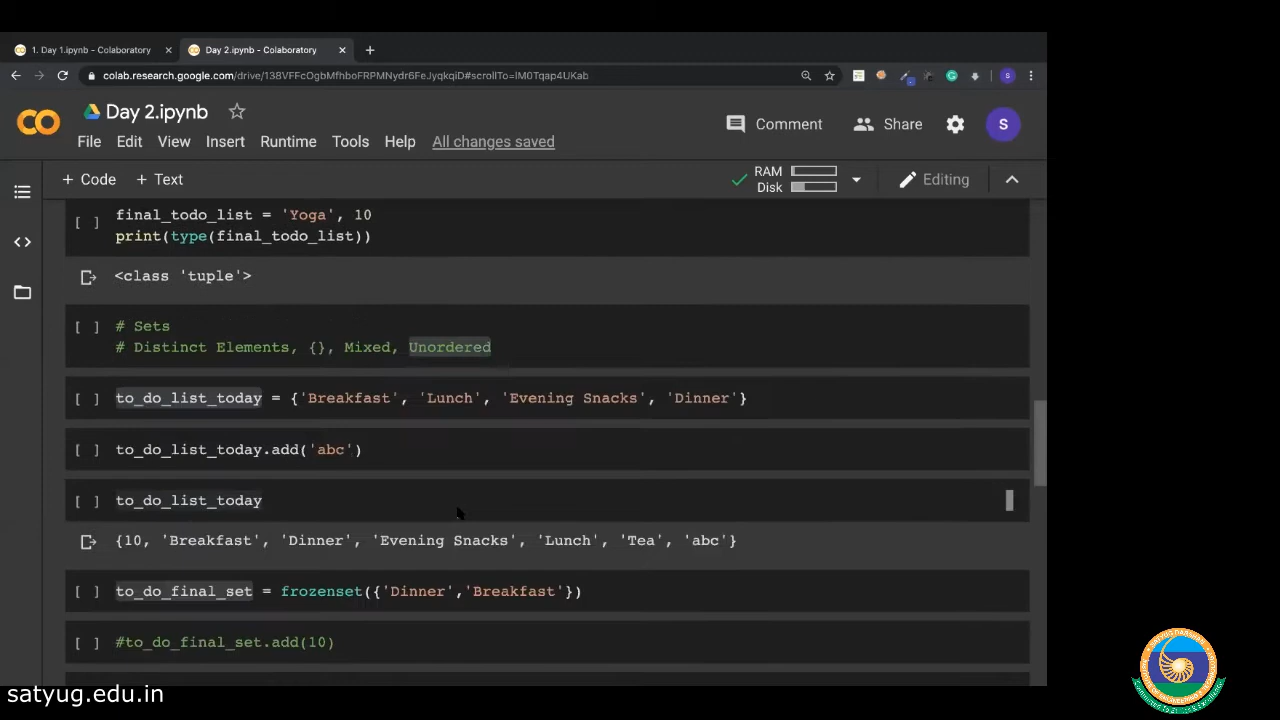 1. Day 1.ipynb - Colaboratory
Day 2.ipynb - Colaboratory
colab.research.google.com/drive/138VFFcOgbMfhboFRPMNydr6FeJyqkqiD#scrollTo=lM0Tqap4UKab
S
CO
Day 2.ipynb
Comment
Share
S
File Edit View Insert Runtime Tools Help All changes saved
+ Code + Text
RAM
Disk
Editing
[ ] final_todo_list = 'Yoga', 10
print(type(final_todo_list))
<class 'tuple'>
[ ] # Sets
# Distinct Elements, {}, Mixed, Unordered
[ ] to_do_list_today = {'Breakfast', 'Lunch', 'Evening Snacks', 'Dinner'}
[ ] to_do_list_today.add('abc')
[ ] to_do_list_today
{10, 'Breakfast', 'Dinner', 'Evening Snacks', 'Lunch', 'Tea', 'abc'}
[ ] to_do_final_set = frozenset({'Dinner','Breakfast'})
[ ] #to_do_final_set.add(10)
satyug.edu.in